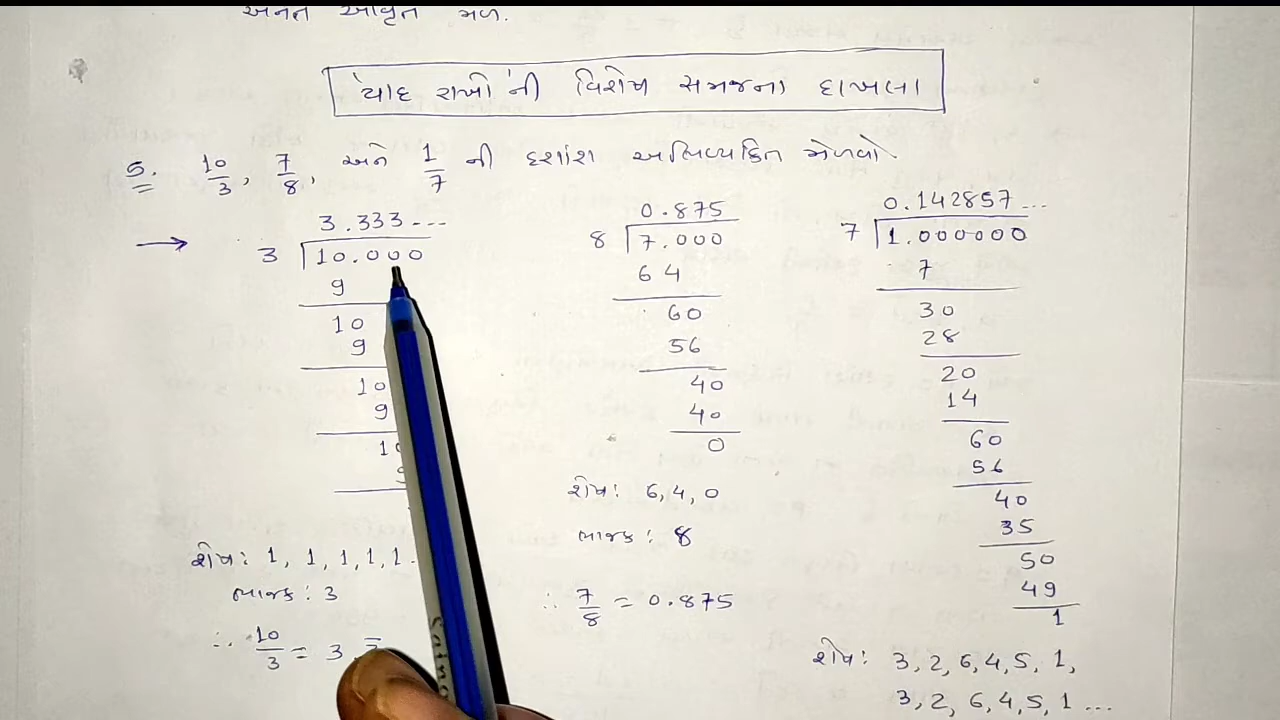 અનંત આવૃત મળે.
'યાદ રાખો'ની વિશેષ સમજના દાખલા
5. 10/3, 7/8, અને 1/7 ની દશાંશ અભિવ્યક્તિ મેળવો.
3.333...
3 10.000
9
10
9
10
9
1
શેષ: 1, 1, 1, 1, 1.
ભાજક: 3
∴ 10/3 = 3.
0.875
8 7.000
64
60
56
40
40
0
શેષ: 6, 4, 0
ભાજક: 8
∴ 7/8 = 0.875
0.142857...
7 1.000000
7
30
28
20
14
60
56
40
35
50
49
1
શેષ: 3, 2, 6, 4, 5, 1,
3, 2, 6, 4, 5, 1 ...